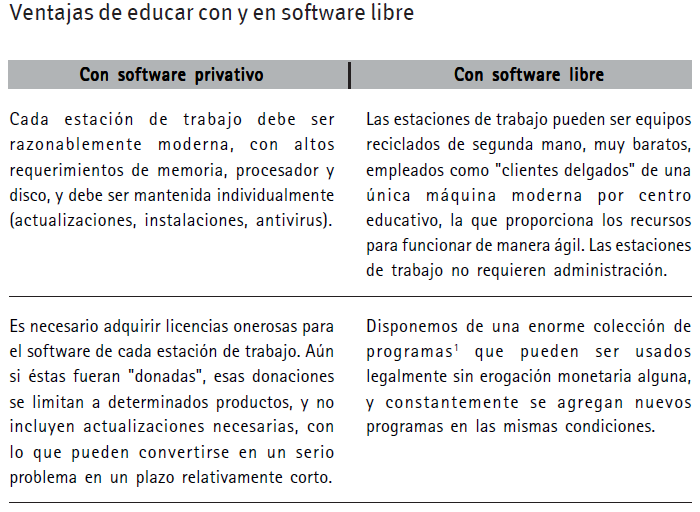 Ventajas de educar con y en software libre
Con software privativo
Con software libre
Cada estación de trabajo debe ser
razonablemente moderna, con altos
requerimientos de memoria, procesador y
disco, y debe ser mantenida individualmente
(actualizaciones, instalaciones, antivirus).
Las estaciones de trabajo pueden ser equipos
reciclados de segunda mano, muy baratos,
empleados como "clientes delgados" de una
única máquina moderna por centro
educativo, la que proporciona los recursos
para funcionar de manera ágil. Las estaciones
de trabajo no requieren administración.
Es necesario adquirir licencias onerosas para
el software de cada estación de trabajo. Aún
si éstas fueran "donadas", esas donaciones
se limitan a determinados productos, y no
incluyen actualizaciones necesarias, con
lo que pueden convertirse en un serio
problema en un plazo relativamente corto.
Disponemos de una enorme colección de
programas¹ que pueden ser usados
legalmente sin erogación monetaria alguna,
y constantemente se agregan nuevos
programas en las mismas condiciones.